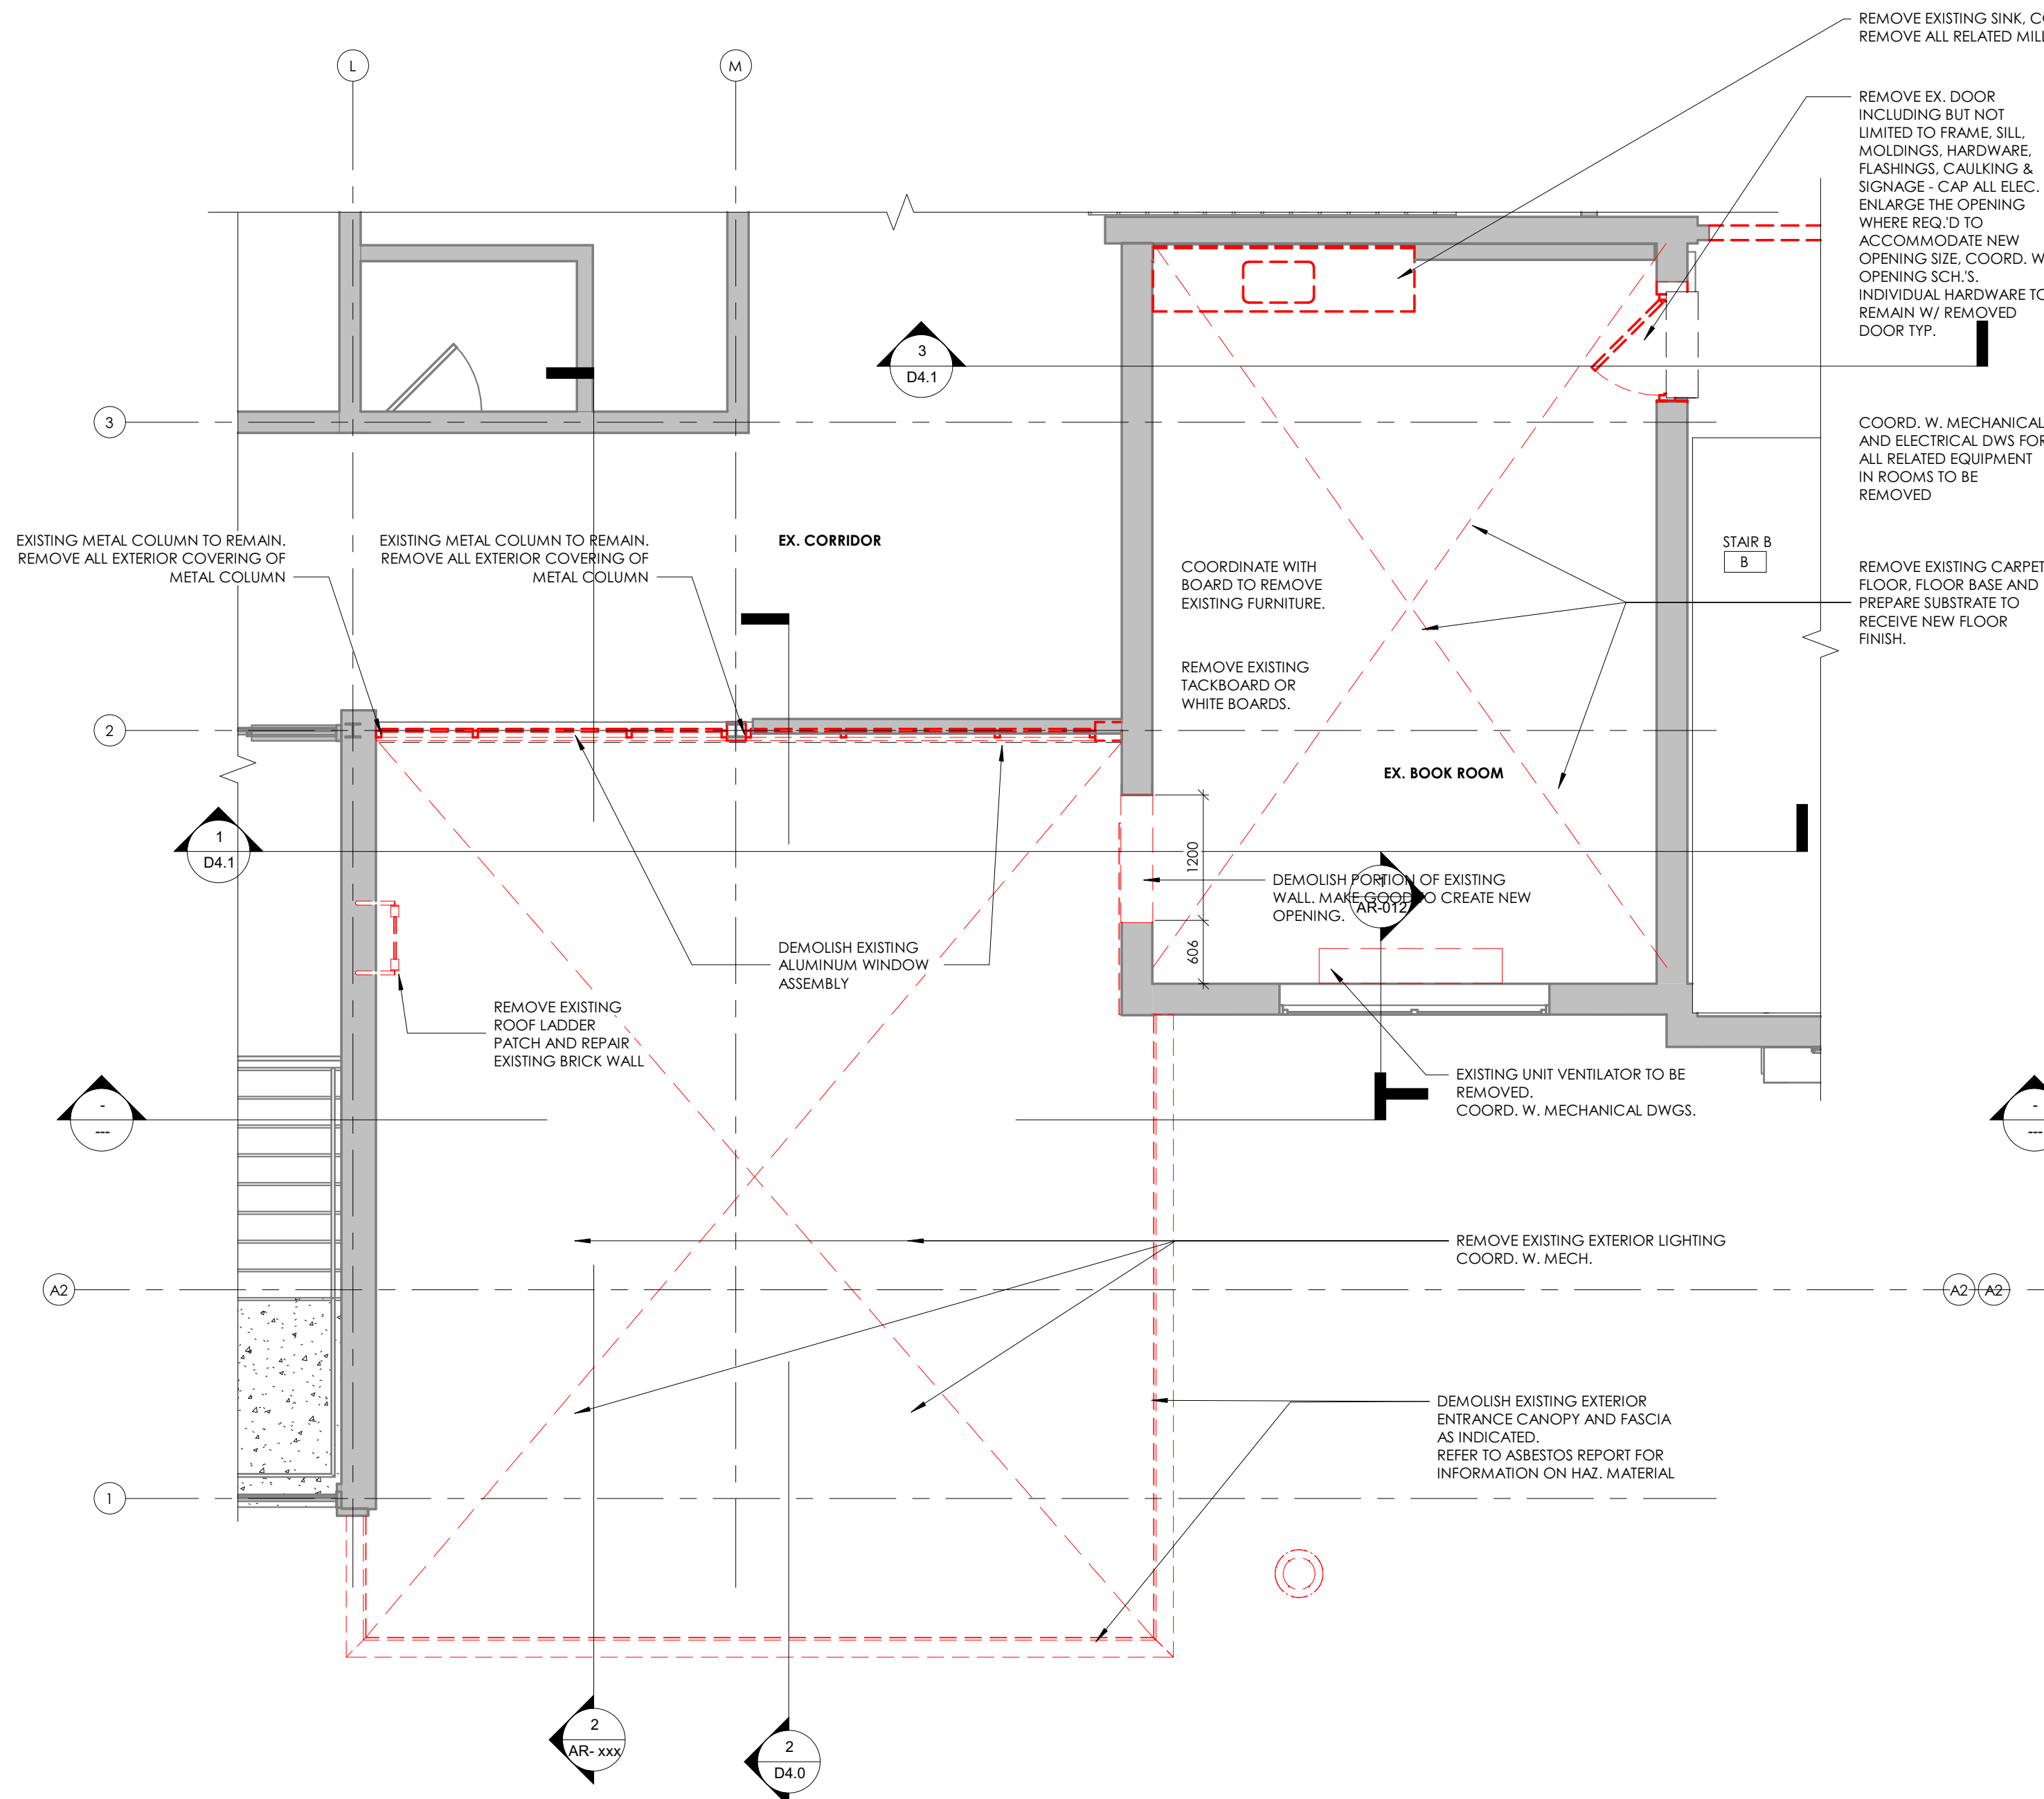 REMOVE EXISTING SINK, CO
REMOVE ALL RELATED MILL
L
M
REMOVE EX. DOOR
INCLUDING BUT NOT
LIMITED TO FRAME, SILL,
MOLDINGS, HARDWARE,
FLASHINGS, CAULKING &
SIGNAGE - CAP ALL ELEC.
ENLARGE THE OPENING
WHERE REQ.'D TO
ACCOMMODATE NEW
OPENING SIZE, COORD. W
OPENING SCH.'S.
INDIVIDUAL HARDWARE TO
REMAIN W/ REMOVED
DOOR TYP.
3
D4.1
3
COORD. W. MECHANICAL
AND ELECTRICAL DWS FOR
ALL RELATED EQUIPMENT
IN ROOMS TO BE
REMOVED
EXISTING METAL COLUMN TO REMAIN.
REMOVE ALL EXTERIOR COVERING OF
METAL COLUMN
EXISTING METAL COLUMN TO REMAIN.
REMOVE ALL EXTERIOR COVERING OF
METAL COLUMN
EX. CORRIDOR
STAIR B
B
COORDINATE WITH
BOARD TO REMOVE
EXISTING FURNITURE.
REMOVE EXISTING CARPET
FLOOR, FLOOR BASE AND
PREPARE SUBSTRATE TO
RECEIVE NEW FLOOR
FINISH.
REMOVE EXISTING
TACKBOARD OR
WHITE BOARDS.
2
EX. BOOK ROOM
1
D4.1
1200
606
DEMOLISH PORTION OF EXISTING
WALL. MAKE GOOD TO CREATE NEW
OPENING.
1
AR-012
DEMOLISH EXISTING
ALUMINUM WINDOW
ASSEMBLY
REMOVE EXISTING
ROOF LADDER
PATCH AND REPAIR
EXISTING BRICK WALL
EXISTING UNIT VENTILATOR TO BE
REMOVED.
COORD. W. MECHANICAL DWGS.
-
---
-
---
REMOVE EXISTING EXTERIOR LIGHTING
COORD. W. MECH.
A2
A2
A2
DEMOLISH EXISTING EXTERIOR
ENTRANCE CANOPY AND FASCIA
AS INDICATED.
REFER TO ASBESTOS REPORT FOR
INFORMATION ON HAZ. MATERIAL
1
2
AR- xxx
2
D4.0